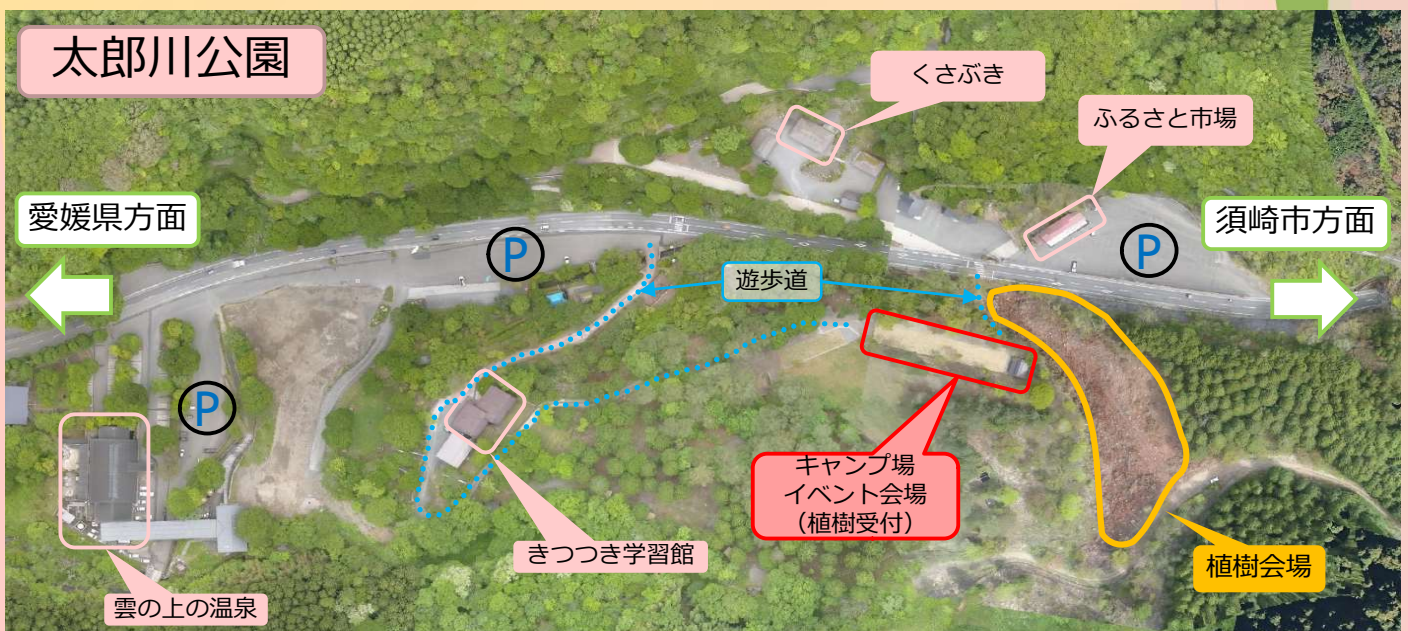 太郎川公園
くさぶき
ふるさと市場
愛媛県方面
須崎市方面
P
P
遊歩道
P
キャンプ場
イベント会場
（植樹受付）
きつつき学習館
植樹会場
雲の上の温泉